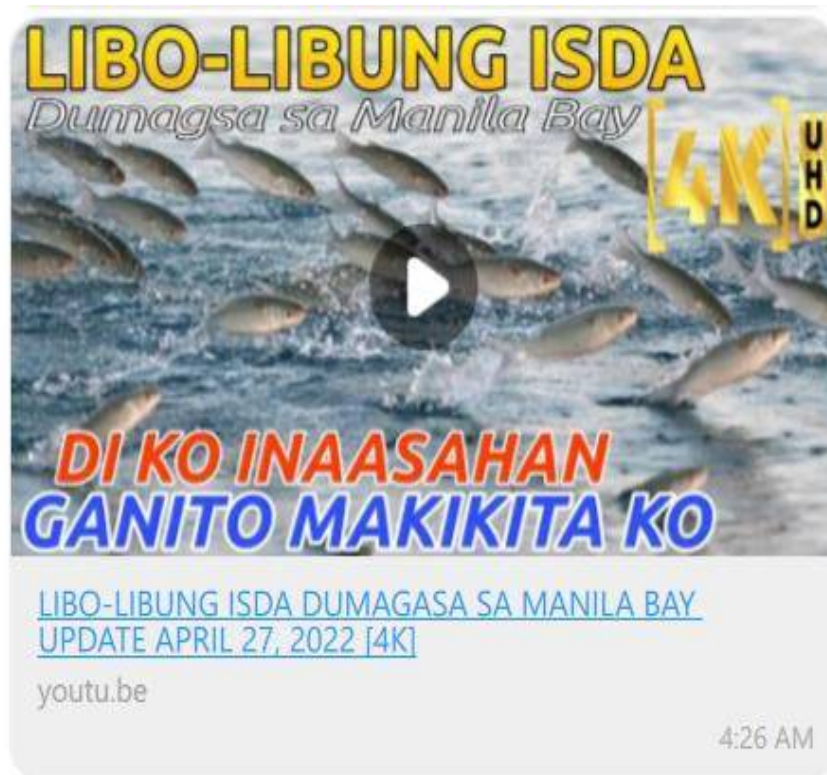 LIBO-LIBUNG ISDA
Dumagsa sa Manila Bay
[4K]
UHD
DI KO INAASAHAN
GANITO MAKIKITA KO
LIBO-LIBUNG ISDA DUMAGASA SA MANILA BAY
UPDATE APRIL 27, 2022 [4K]
youtu.be
4:26 AM